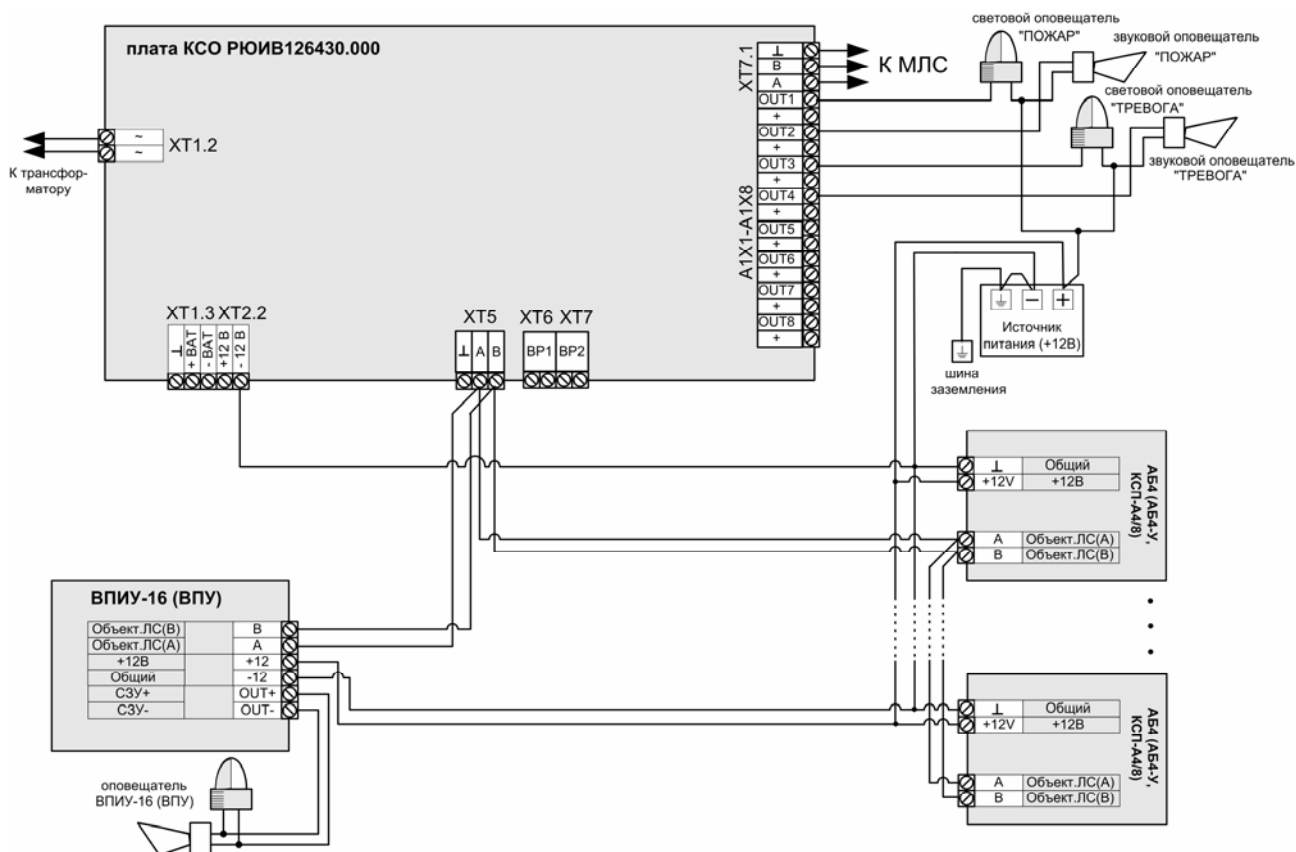 плата КСО РЮИВ126430.000
XT1.2
~
~
К трансфор-
матору
XT7.1
⊥
B
A
К МЛС
A1X1-A1X8
OUT1
+
OUT2
+
OUT3
+
OUT4
+
OUT5
+
OUT6
+
OUT7
+
OUT8
+
световой оповещатель
"ПОЖАР"
звуковой оповещатель
"ПОЖАР"
световой оповещатель
"ТРЕВОГА"
звуковой оповещатель
"ТРЕВОГА"
XT1.3 XT2.2
⊥
+ BAT
- BAT
+12 В
- 12 В
XT5
⊥ A B
XT6 XT7
BP1 BP2
− +
Источник
питания (+12В)
шина
заземления
⊥ Общий
+12V +12В
A Объект.ЛС(А)
B Объект.ЛС(В)
АБ4 (АБ4-У,
КСП-А4/8)
ВПИУ-16 (ВПУ)
Объект.ЛС(В) B
Объект.ЛС(А) A
+12В +12
Общий -12
СЗУ+ OUT+
СЗУ- OUT-
оповещатель
ВПИУ-16 (ВПУ)
⊥ Общий
+12V +12В
A Объект.ЛС(А)
B Объект.ЛС(В)
АБ4 (АБ4-У,
КСП-А4/8)